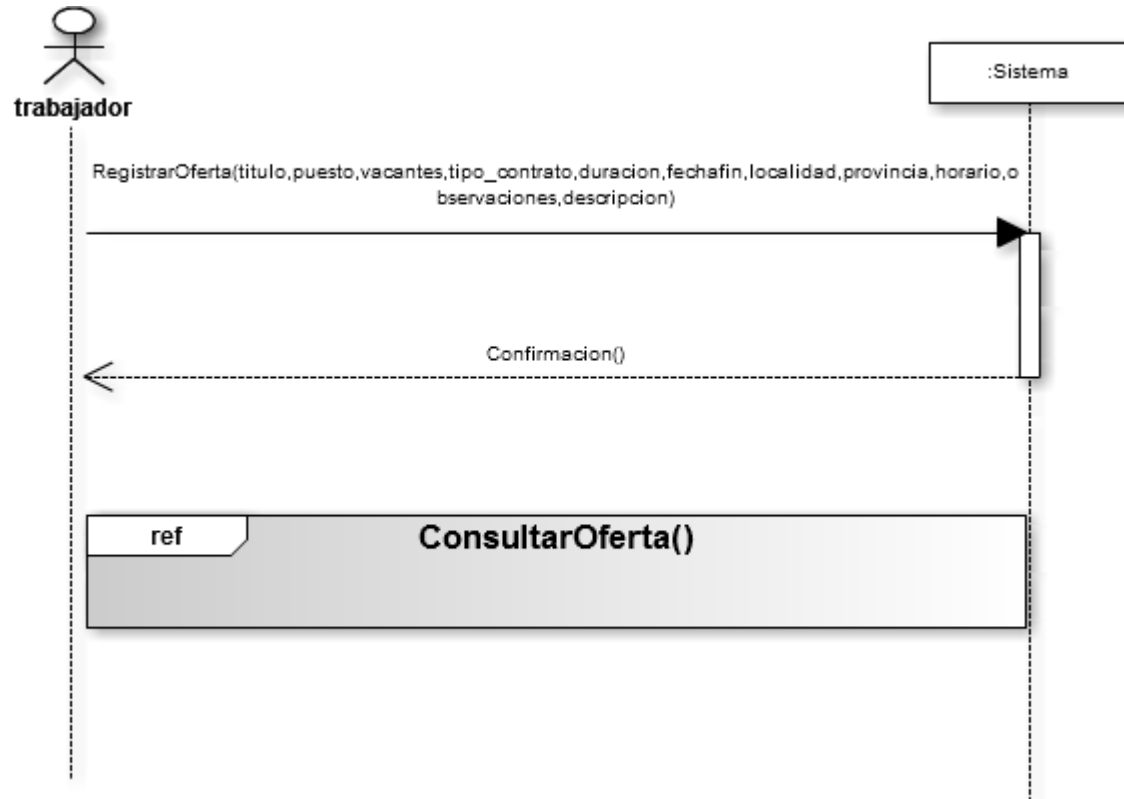 :Sistema
trabajador
RegistrarOferta(titulo,puesto,vacantes,tipo_contrato,duracion,fechafin,localidad,provincia,horario,o
bservaciones,descripcion)
Confirmacion()
ref
ConsultarOferta()